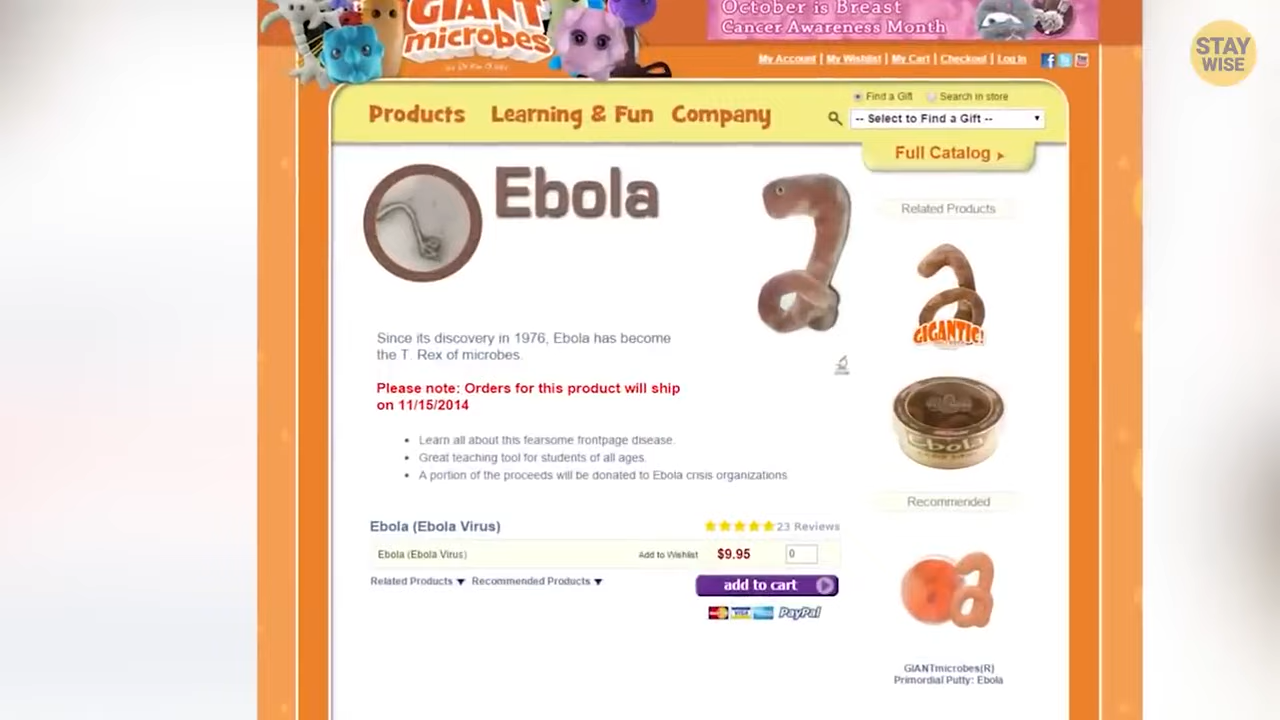 GIANT
microbes
October is Breast
Cancer Awareness Month
STAY
WISE
My Account | My Wishlist | My Cart | Checkout | Log In
Find a Gift Search in store
Products Learning & Fun Company
-- Select to Find a Gift --
Full Catalog
Ebola
Related Products
GIGANTIC!
Since its discovery in 1976, Ebola has become
the T. Rex of microbes.
Please note: Orders for this product will ship
on 11/15/2014
Ebola
Learn all about this fearsome frontpage disease.
Great teaching tool for students of all ages.
A portion of the proceeds will be donated to Ebola crisis organizations
Recommended
Ebola (Ebola Virus) 23 Reviews
Ebola (Ebola Virus) Add to Wishlist $9.95 0
Related Products Recommended Products add to cart
VISA PayPal
GIANTmicrobes(R)
Primordial Putty: Ebola